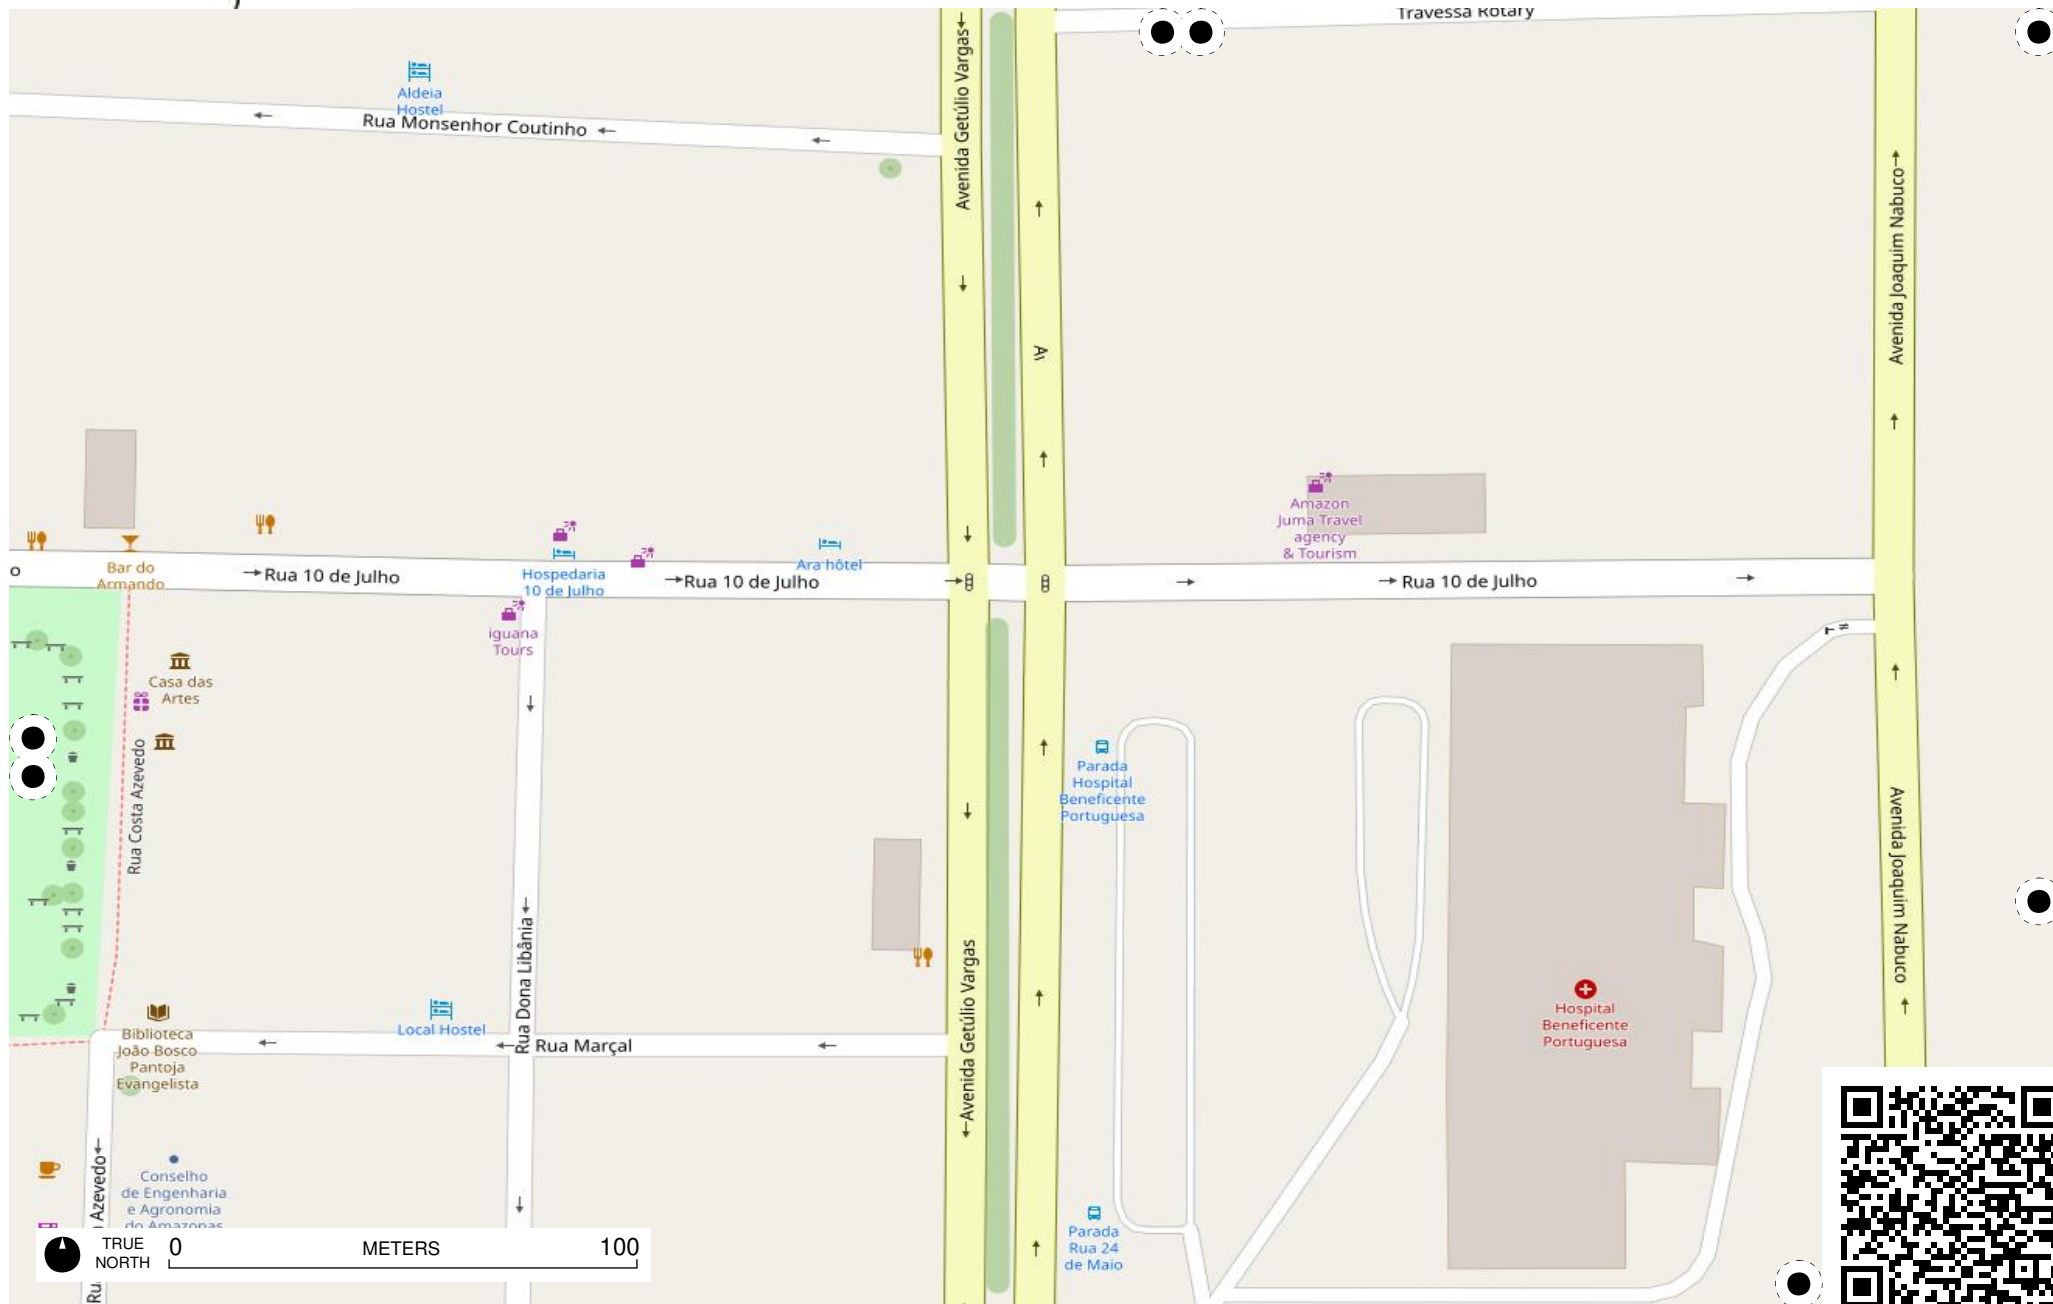 Travessa Rotary
Avenida Getúlio Vargas
Aldeia
Hostel
Rua Monsenhor Coutinho
Avenida Joaquim Nabuco
Amazon
Juma Travel
agency
& Tourism
o
Bar do
Armando
Rua 10 de Julho
Hospedaria
10 de Julho
Rua 10 de Julho
Ara hôtel
Rua 10 de Julho
iguana
Tours
Casa das
Artes
Rua Costa Azevedo
Parada
Hospital
Beneficente
Portuguesa
Avenida Joaquim Nabuco
Rua Dona Libânia
Avenida Getúlio Vargas
Hospital
Beneficente
Portuguesa
Local Hostel
Rua Marçal
Biblioteca
João Bosco
Pantoja
Evangelista
Azevedo
Conselho
de Engenharia
e Agronomia
do Amazonas
Parada
Rua 24
de Maio
TRUE
NORTH
0
METERS
100
Ru